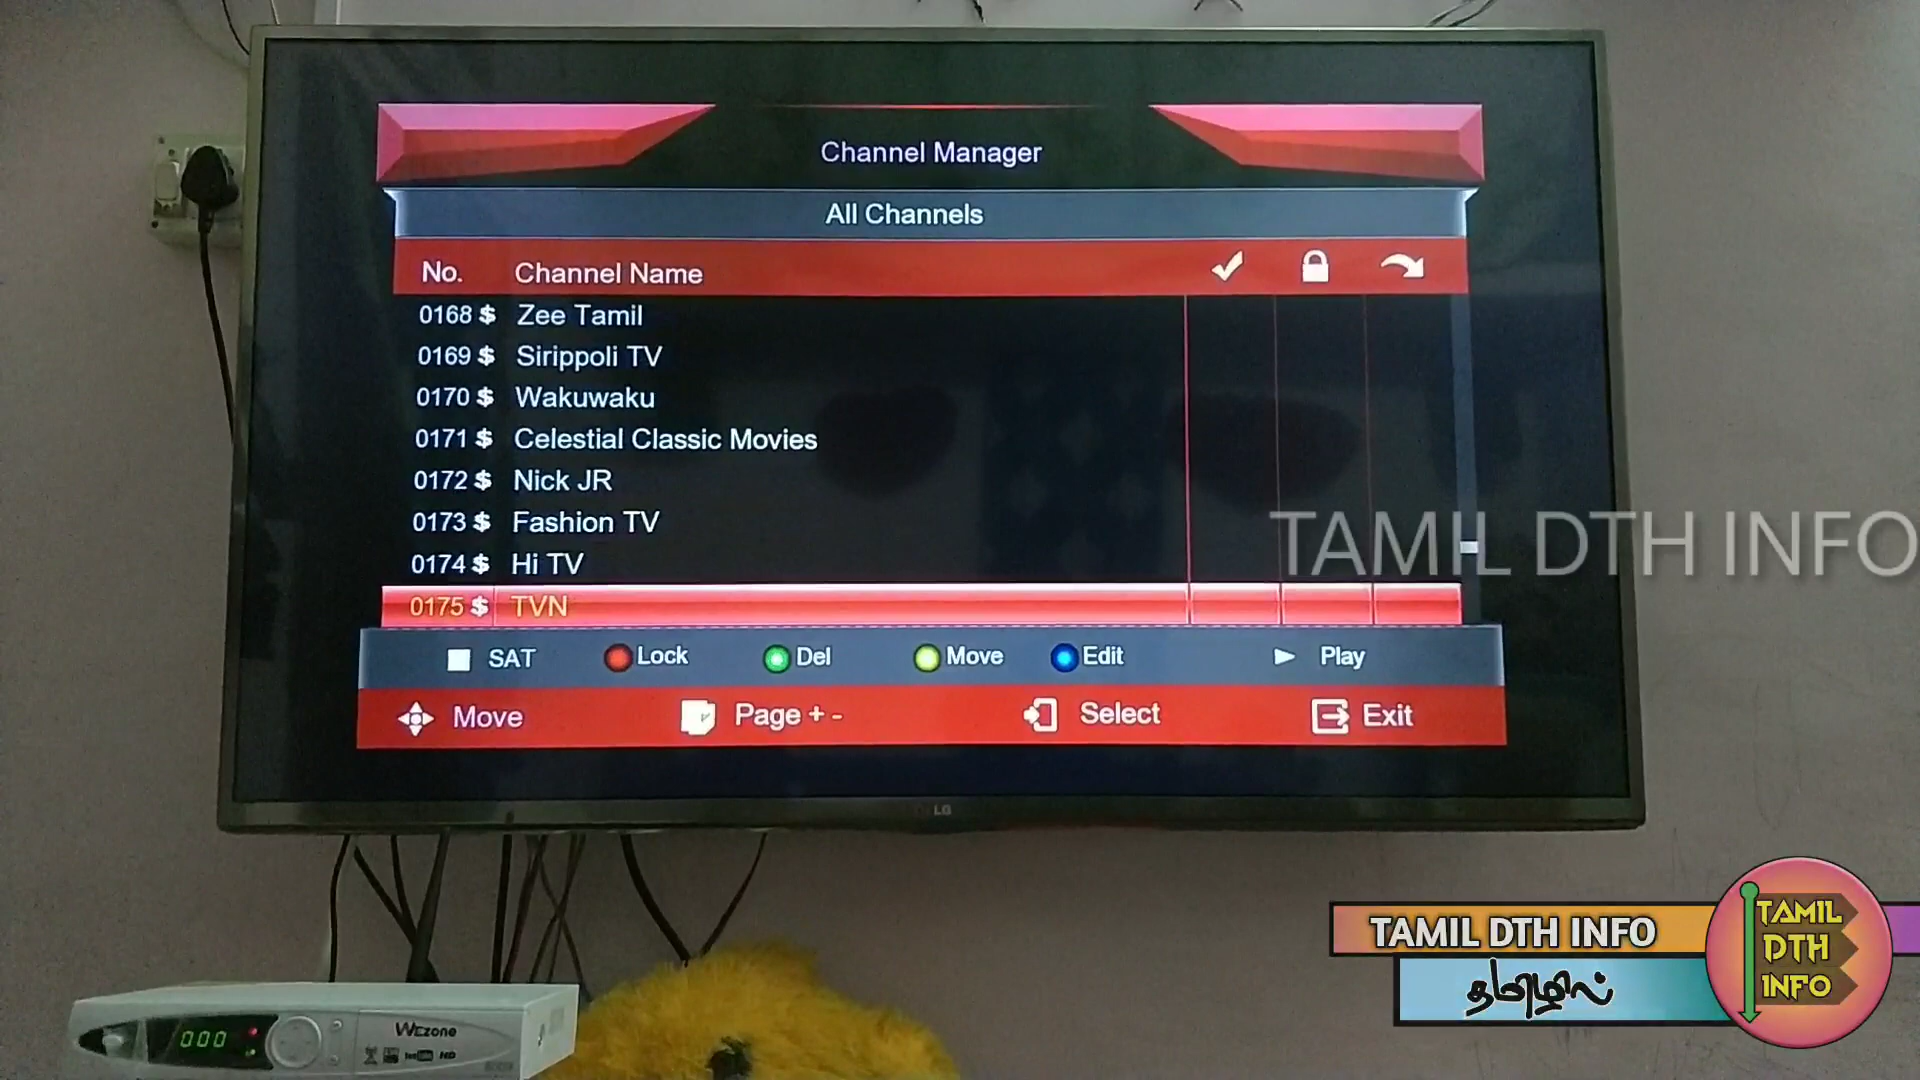 Channel Manager
All Channels
No. Channel Name
0168 $ Zee Tamil
0169 $ Sirippoli TV
0170 $ Wakuwaku
0171 $ Celestial Classic Movies
0172 $ Nick JR
0173 $ Fashion TV
0174 $ Hi TV
0175 $ TVN
SAT Lock Del Move Edit Play
Move Page + - Select Exit
LG
TAMIL DTH INFO
TAMIL DTH INFO
தமிழில்
TAMIL
DTH
INFO
000
WEzone
YouTube HD